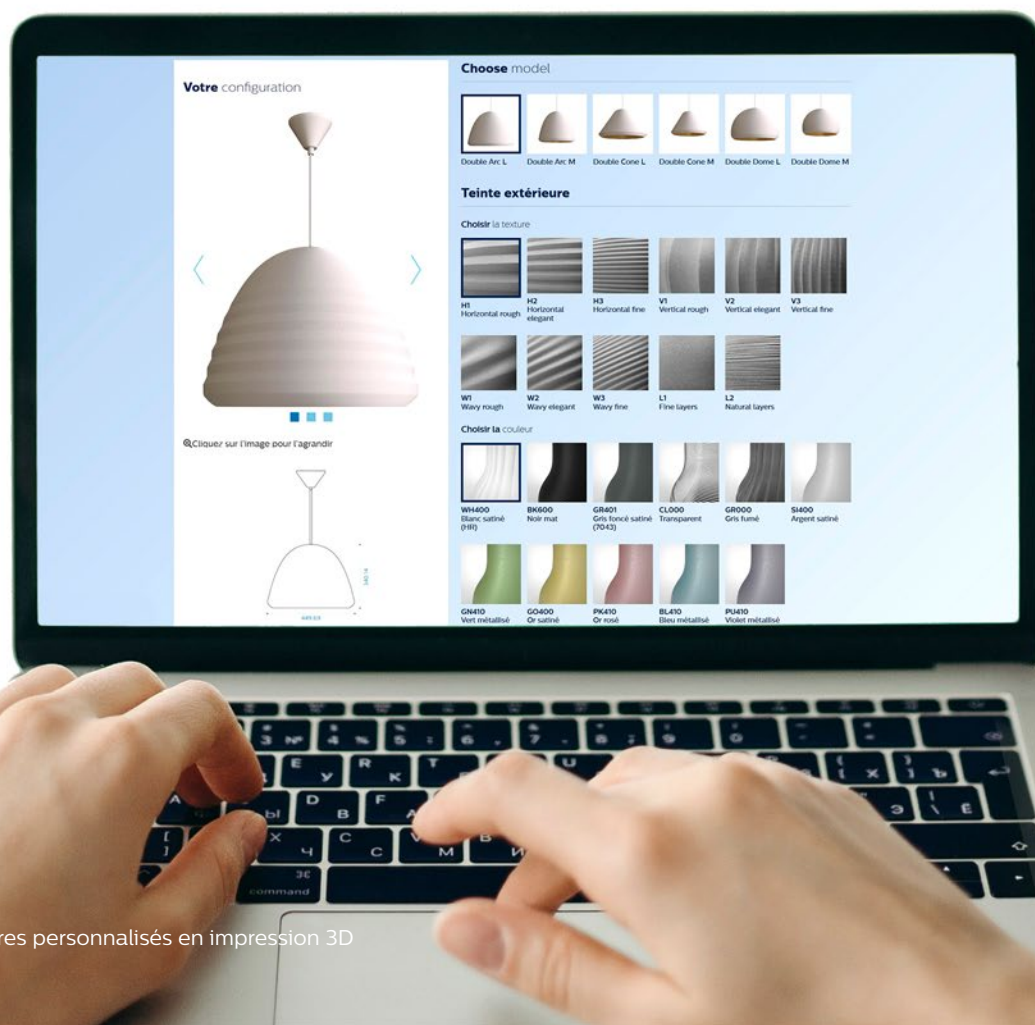 Votre configuration
Cliquez sur l'image pour l'agrandir
Choose model
Double Arc L
Double Arc M
Double Cone L
Double Cone M
Double Dome L
Double Dome M
Teinte extérieure
Choisir la texture
H1
Horizontal rough
H2
Horizontal
elegant
H3
Horizontal fine
V1
Vertical rough
V2
Vertical elegant
V3
Vertical fine
W1
Wavy rough
W2
Wavy elegant
W3
Wavy fine
L1
Fine layers
L2
Natural layers
Choisir la couleur
WH400
Blanc satiné
(HR)
BK600
Noir mat
GR401
Gris foncé satiné
(7043)
CL000
Transparent
GR000
Gris fumé
SI400
Argent satiné
GN410
Vert métallisé
GO400
Or satiné
PK410
Or rosé
BL410
Bleu métallisé
PU410
Violet métallisé
command
personnalisés en impression 3D